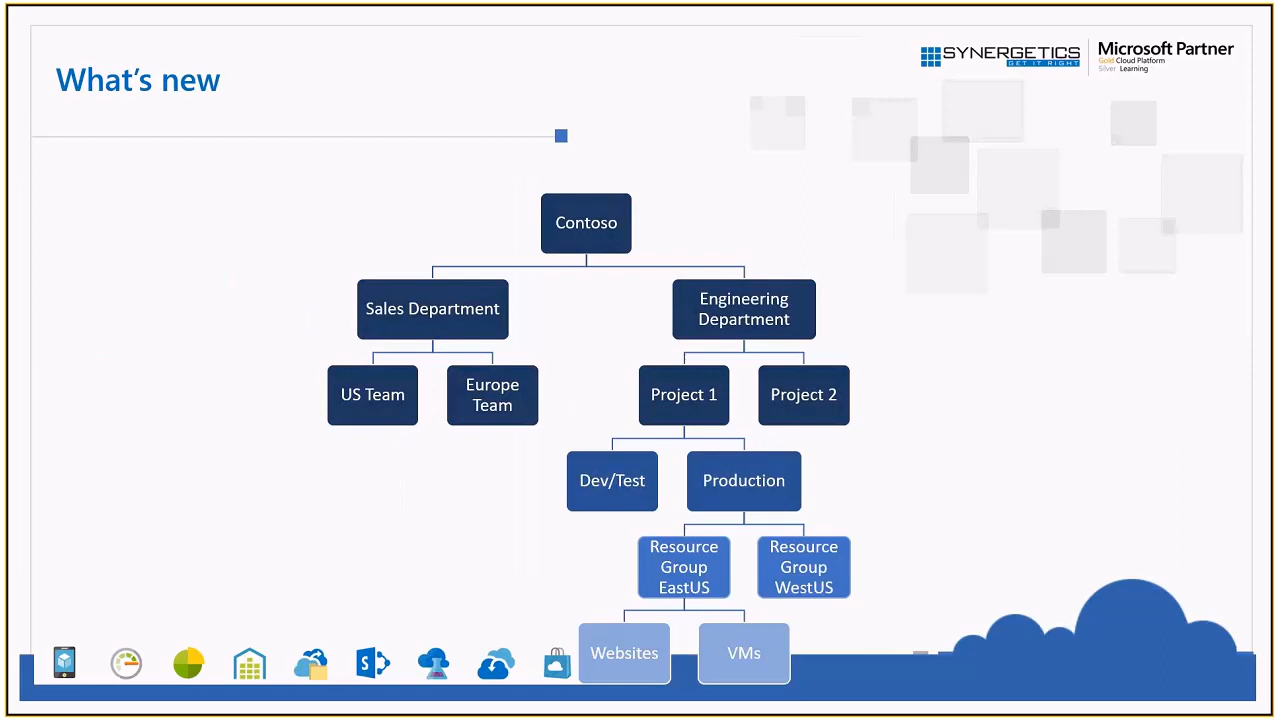 What's new
SYNERGETICS
GET IT RIGHT
Microsoft Partner
Gold Cloud Platform
Silver Learning
Contoso
Sales Department
Engineering
Department
US Team
Europe
Team
Project 1
Project 2
Dev/Test
Production
Resource
Group
EastUS
Resource
Group
WestUS
Websites
VMs
S